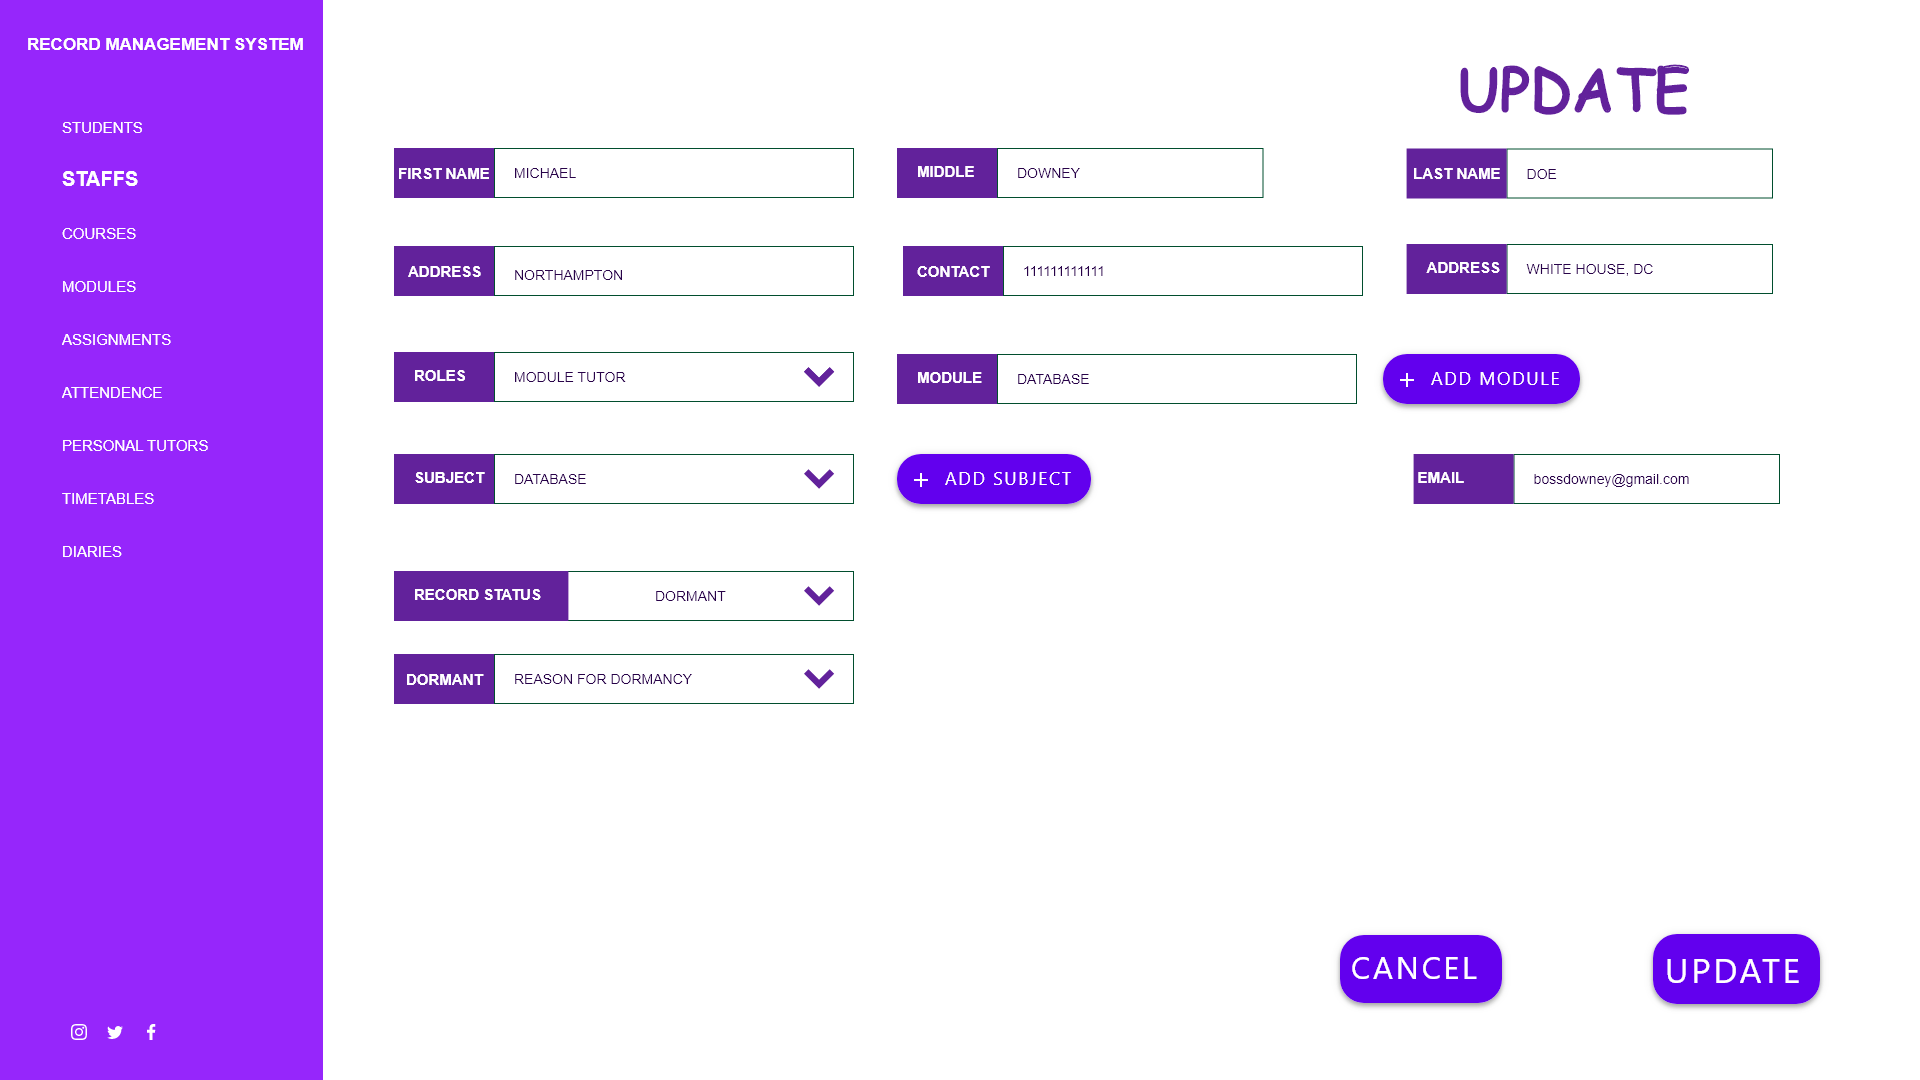 RECORD MANAGEMENT SYSTEM
STUDENTS
STAFFS
COURSES
MODULES
ASSIGNMENTS
ATTENDENCE
PERSONAL TUTORS
TIMETABLES
DIARIES
UPDATE
FIRST NAME MICHAEL
MIDDLE DOWNEY
LAST NAME DOE
ADDRESS NORTHAMPTON
CONTACT 111111111111
ADDRESS WHITE HOUSE, DC
ROLES MODULE TUTOR
MODULE DATABASE
+ ADD MODULE
SUBJECT DATABASE
+ ADD SUBJECT
EMAIL bossdowney@gmail.com
RECORD STATUS DORMANT
DORMANT REASON FOR DORMANCY
CANCEL
UPDATE